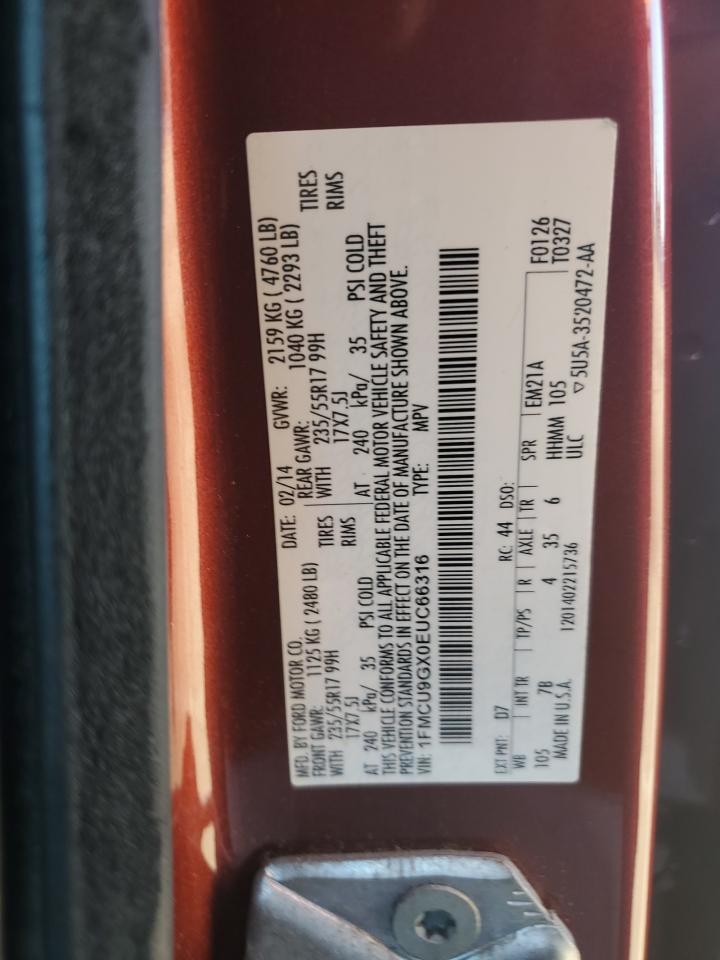 MFD. BY FORD MOTOR CO.
DATE: 02/14 GVWR: 2159 KG ( 4760 LB)
FRONT GAWR: 1125 KG ( 2480 LB) REAR GAWR: 1040 KG ( 2293 LB)
WITH 235/55R17 99H TIRES WITH 235/55R17 99H TIRES
17X7.5J RIMS 17X7.5J RIMS
AT 240 kPa/ 35 PSI COLD AT 240 kPa/ 35 PSI COLD
THIS VEHICLE CONFORMS TO ALL APPLICABLE FEDERAL MOTOR VEHICLE SAFETY AND THEFT
PREVENTION STANDARDS IN EFFECT ON THE DATE OF MANUFACTURE SHOWN ABOVE.
VIN: 1FMCU9GX0EUC66316 TYPE: MPV
EXT PNT: D7 RC: 44 DSO: F0126
WB INT TR TP/PS R AXLE TR SPR EM21A T0327
105 7B 4 35 6 HHMM 105
MADE IN U.S.A. 1201402215736 ULC ▽5U5A-3520472-AA